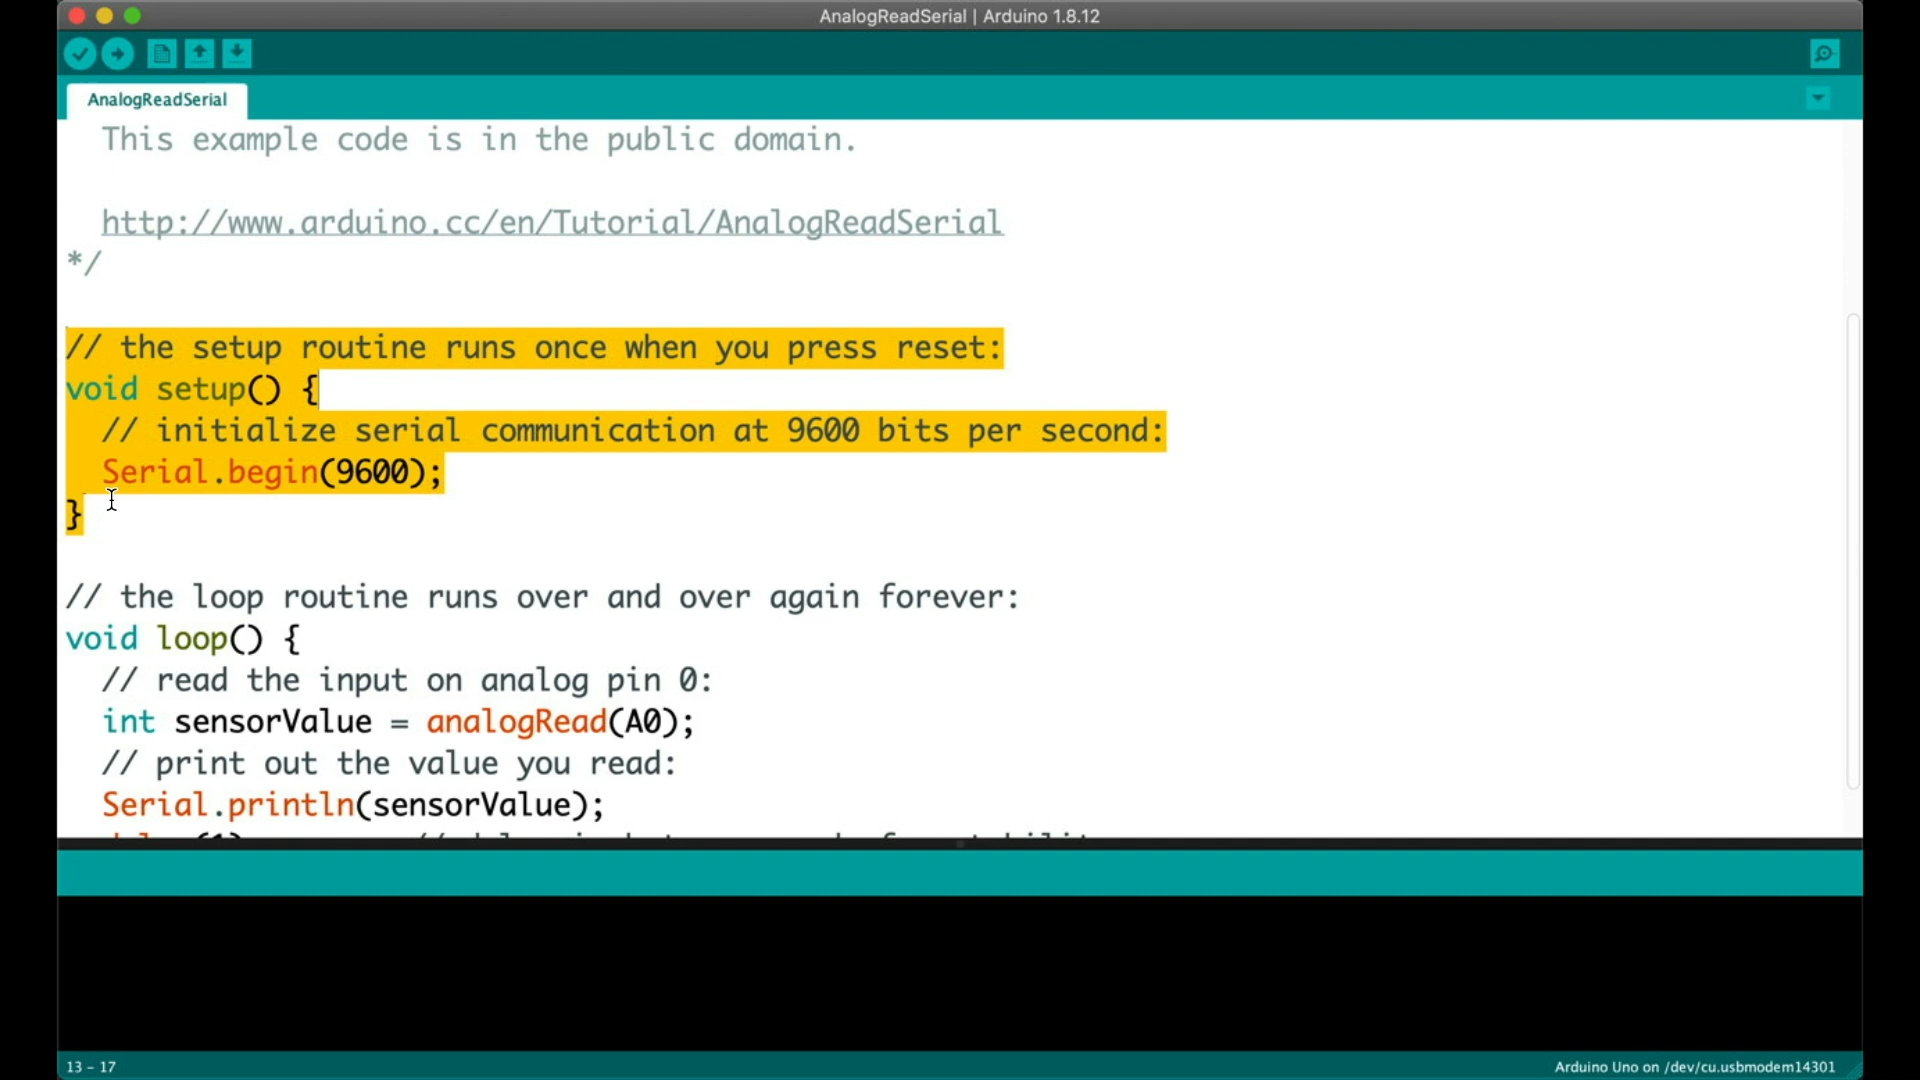 AnalogReadSerial | Arduino 1.8.12
AnalogReadSerial
This example code is in the public domain.
http://www.arduino.cc/en/Tutorial/AnalogReadSerial
*/
// the setup routine runs once when you press reset:
void setup() {
// initialize serial communication at 9600 bits per second:
Serial.begin(9600);
}
// the loop routine runs over and over again forever:
void loop() {
// read the input on analog pin 0:
int sensorValue = analogRead(A0);
// print out the value you read:
Serial.println(sensorValue);
13 - 17
Arduino Uno on /dev/cu.usbmodem14301